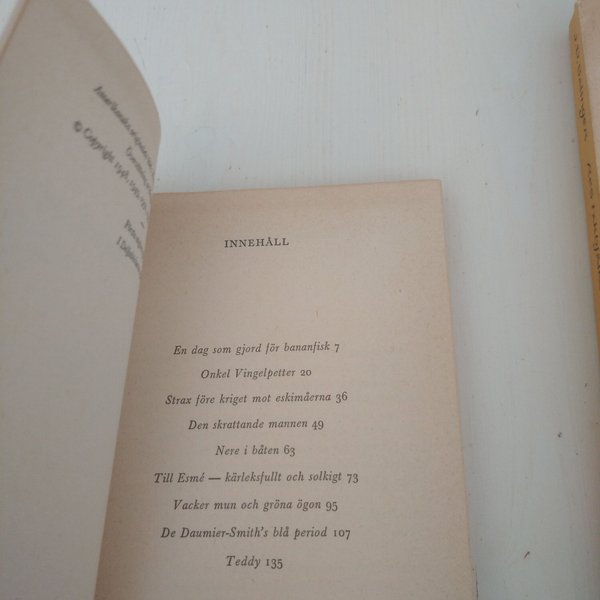 © Copyright
INNEHÅLL
En dag som gjord för bananfisk 7
Onkel Vingelpetter 20
Strax före kriget mot eskimåerna 36
Den skrattande mannen 49
Nere i båten 63
Till Esmé — kärleksfullt och solkigt 73
Vacker mun och gröna ögon 95
De Daumier-Smith's blå period 107
Teddy 135